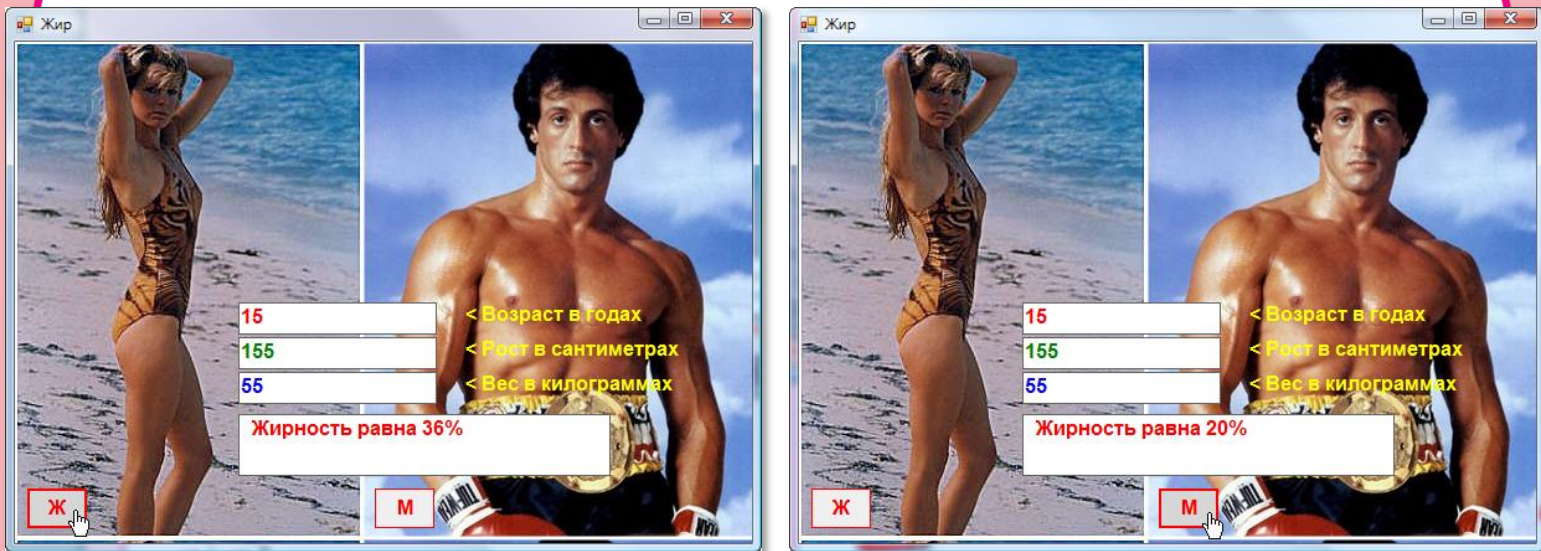 Жир
15
< Возраст в годах
155
< Рост в сантиметрах
55
< Вес в килограммах
Жирность равна 36%
Ж
М
Жир
15
< Возраст в годах
155
< Рост в сантиметрах
55
< Вес в килограммах
Жирность равна 20%
Ж
М